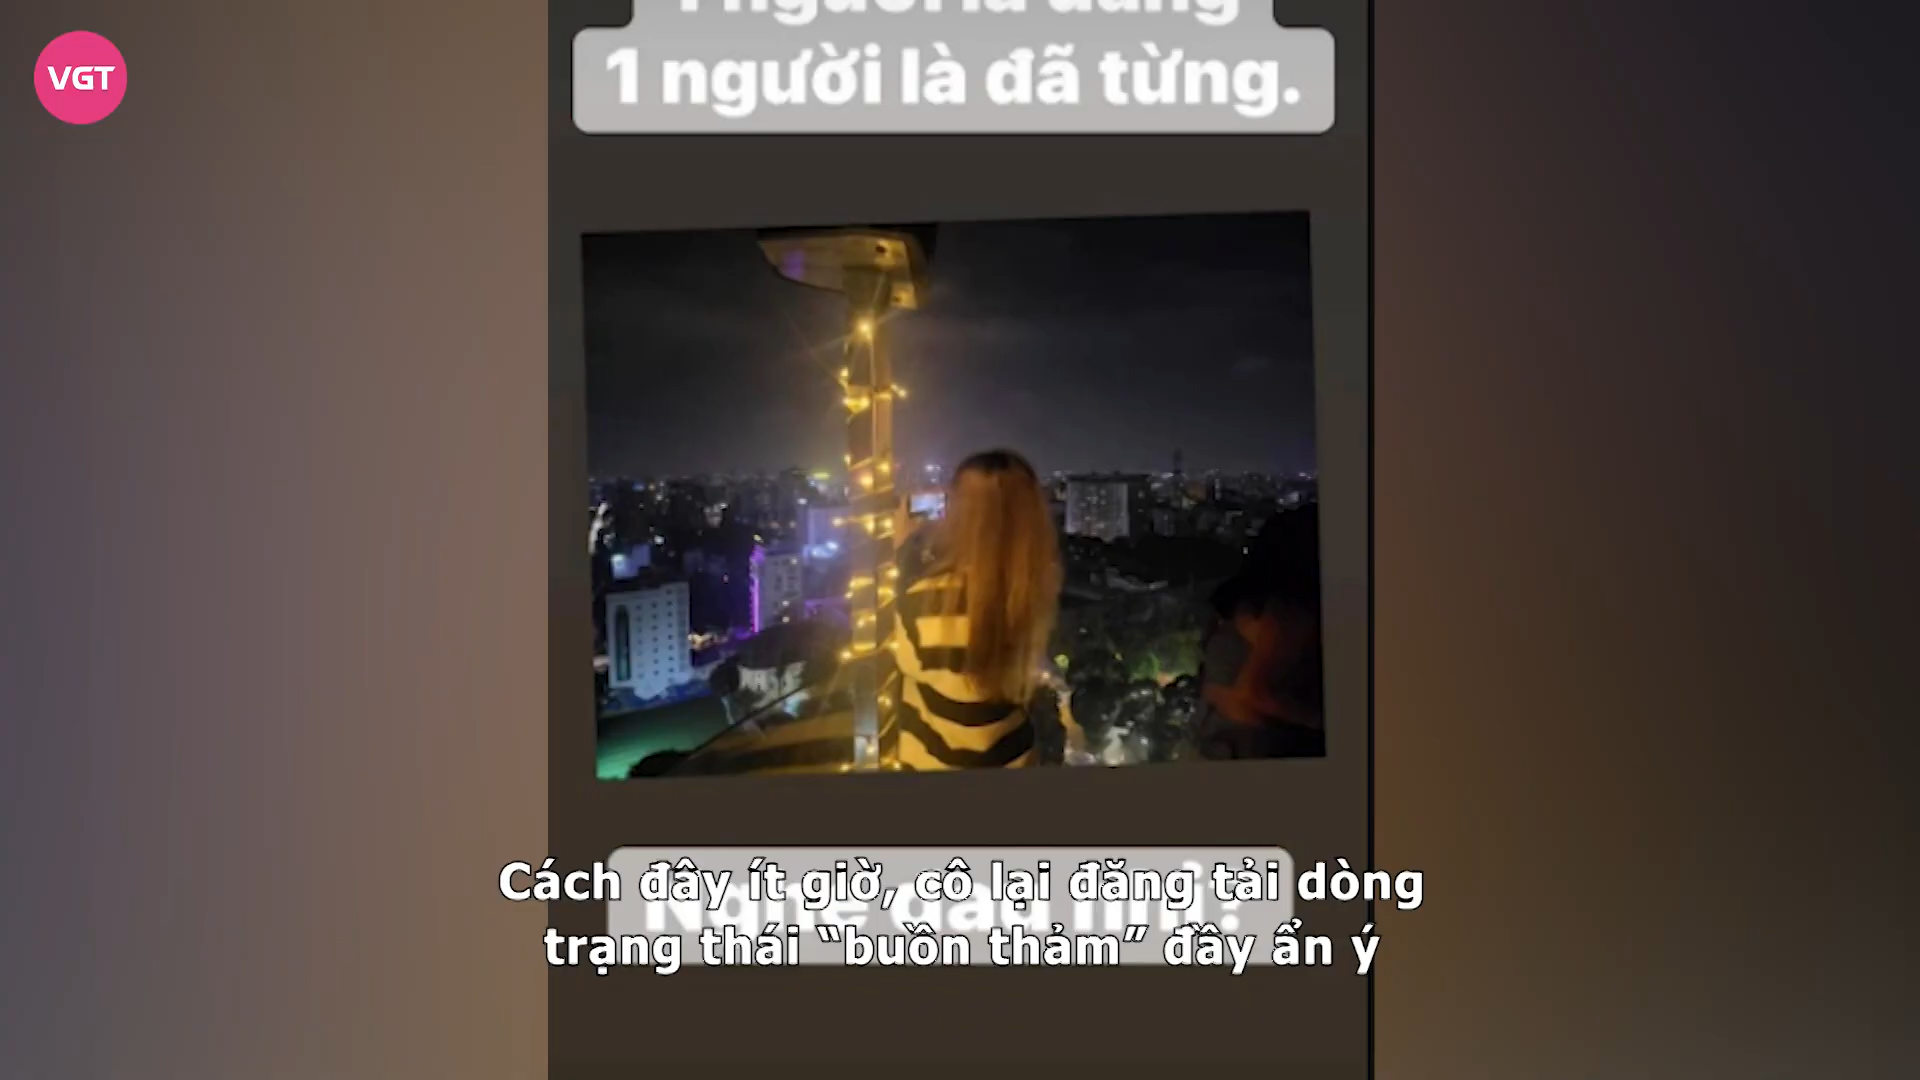 VGT
1 người là đã từng.
Cách đây ít giờ, cô lại đăng tải dòng
trạng thái “buồn thảm” đầy ẩn ý